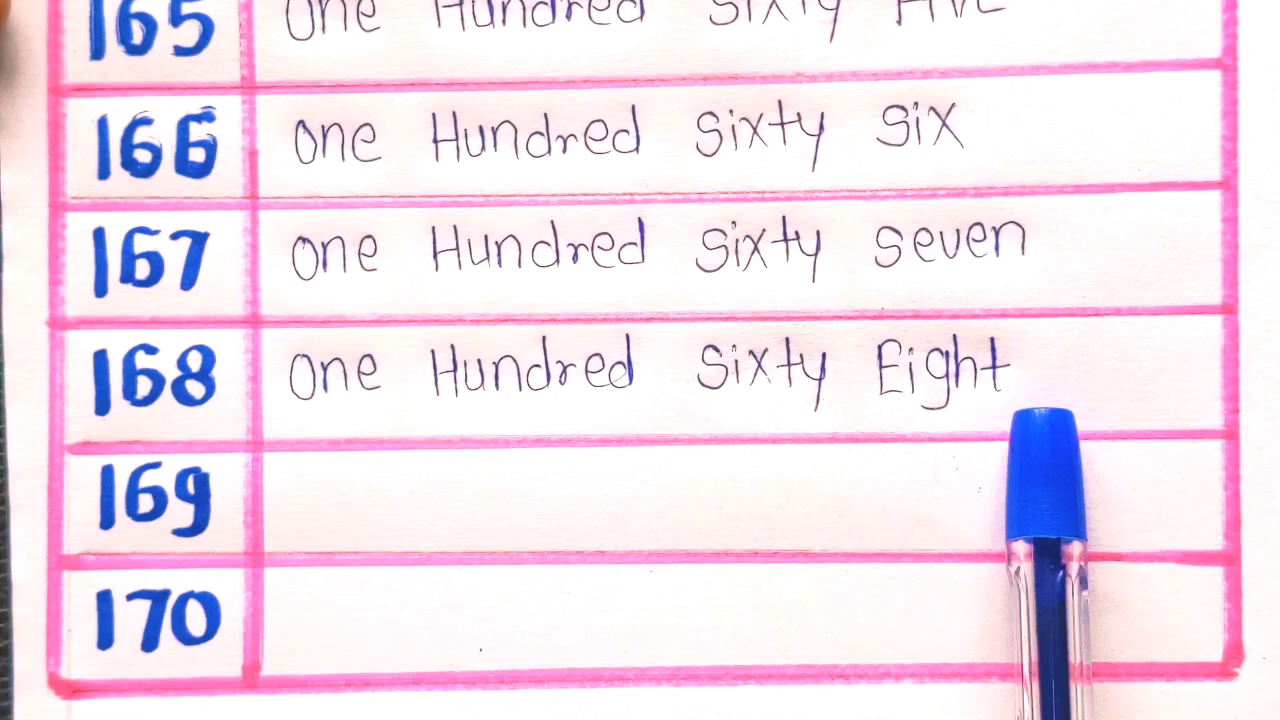 165 One Hundred Sixty Five
166 One Hundred Sixty Six
167 One Hundred Sixty Seven
168 One Hundred Sixty Eight
169
170